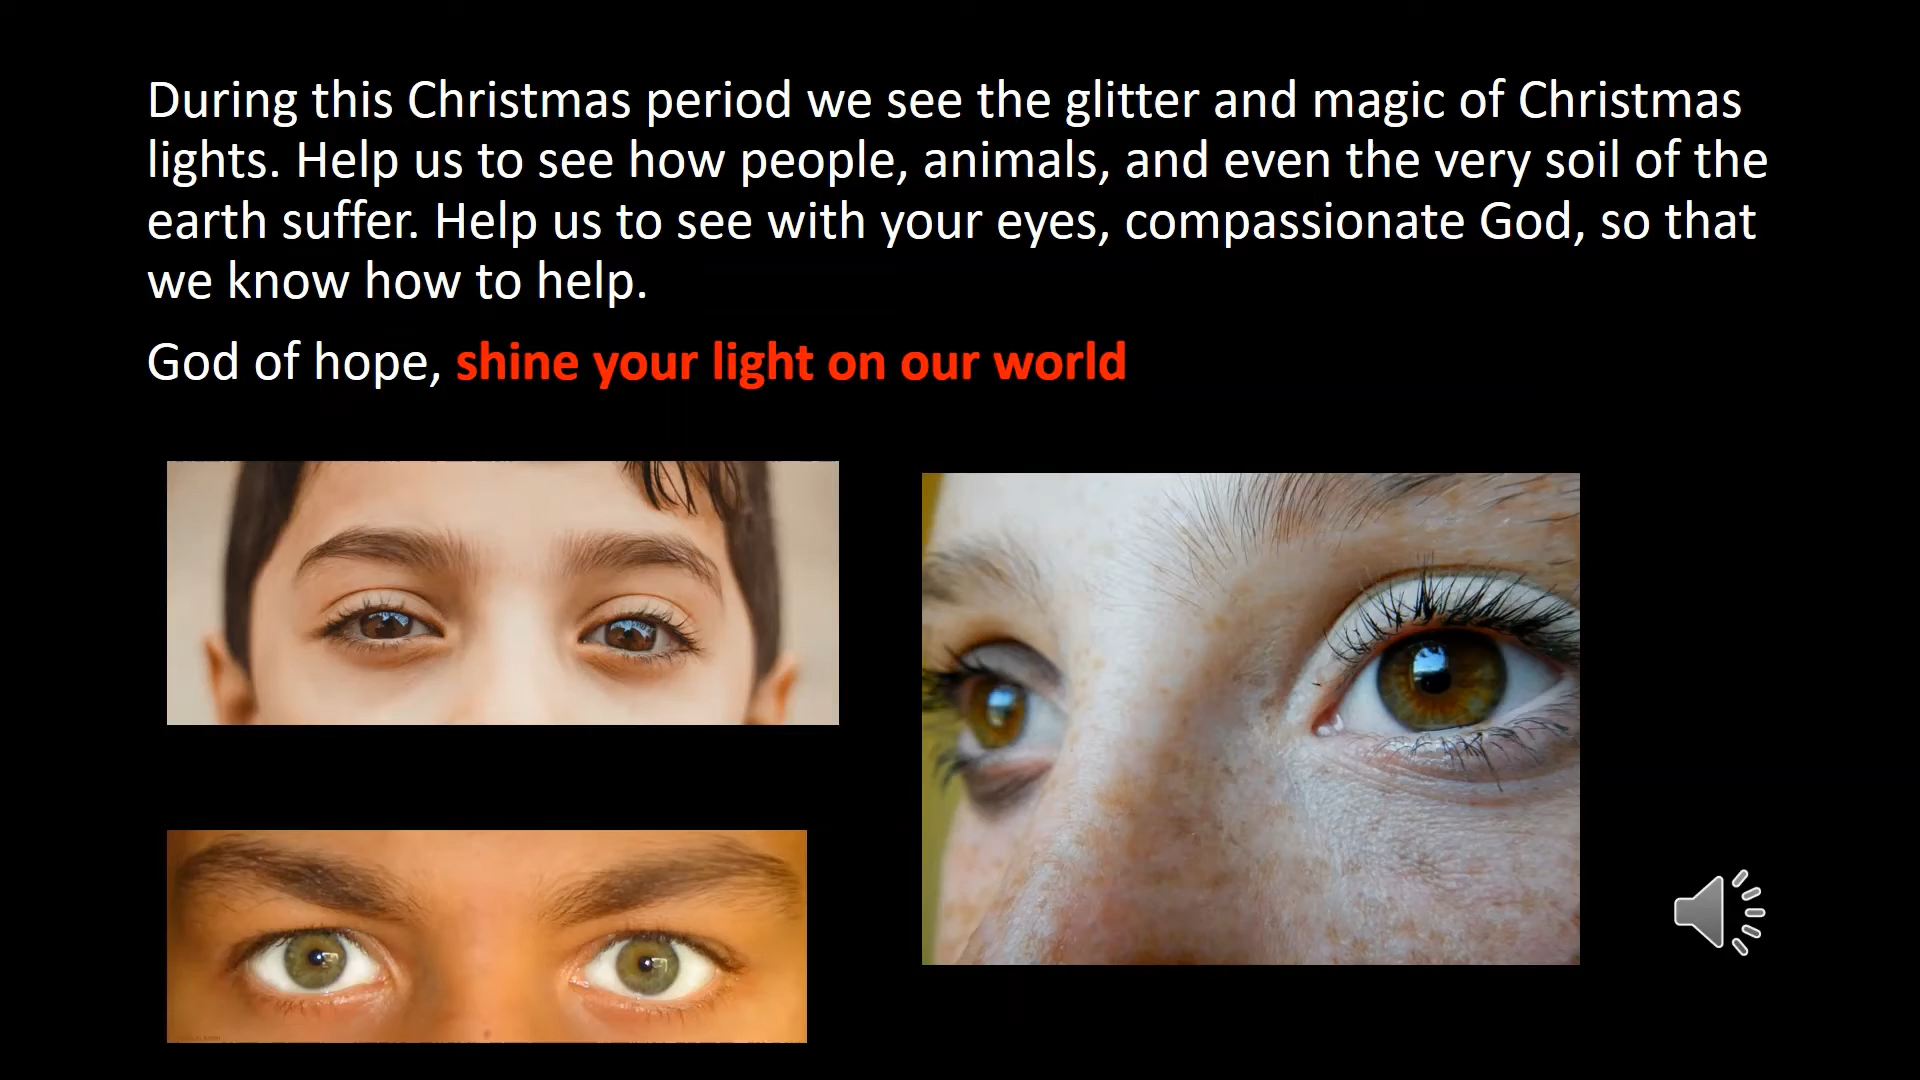 During this Christmas period we see the glitter and magic of Christmas
lights. Help us to see how people, animals, and even the very soil of the
earth suffer. Help us to see with your eyes, compassionate God, so that
we know how to help.
God of hope, shine your light on our world